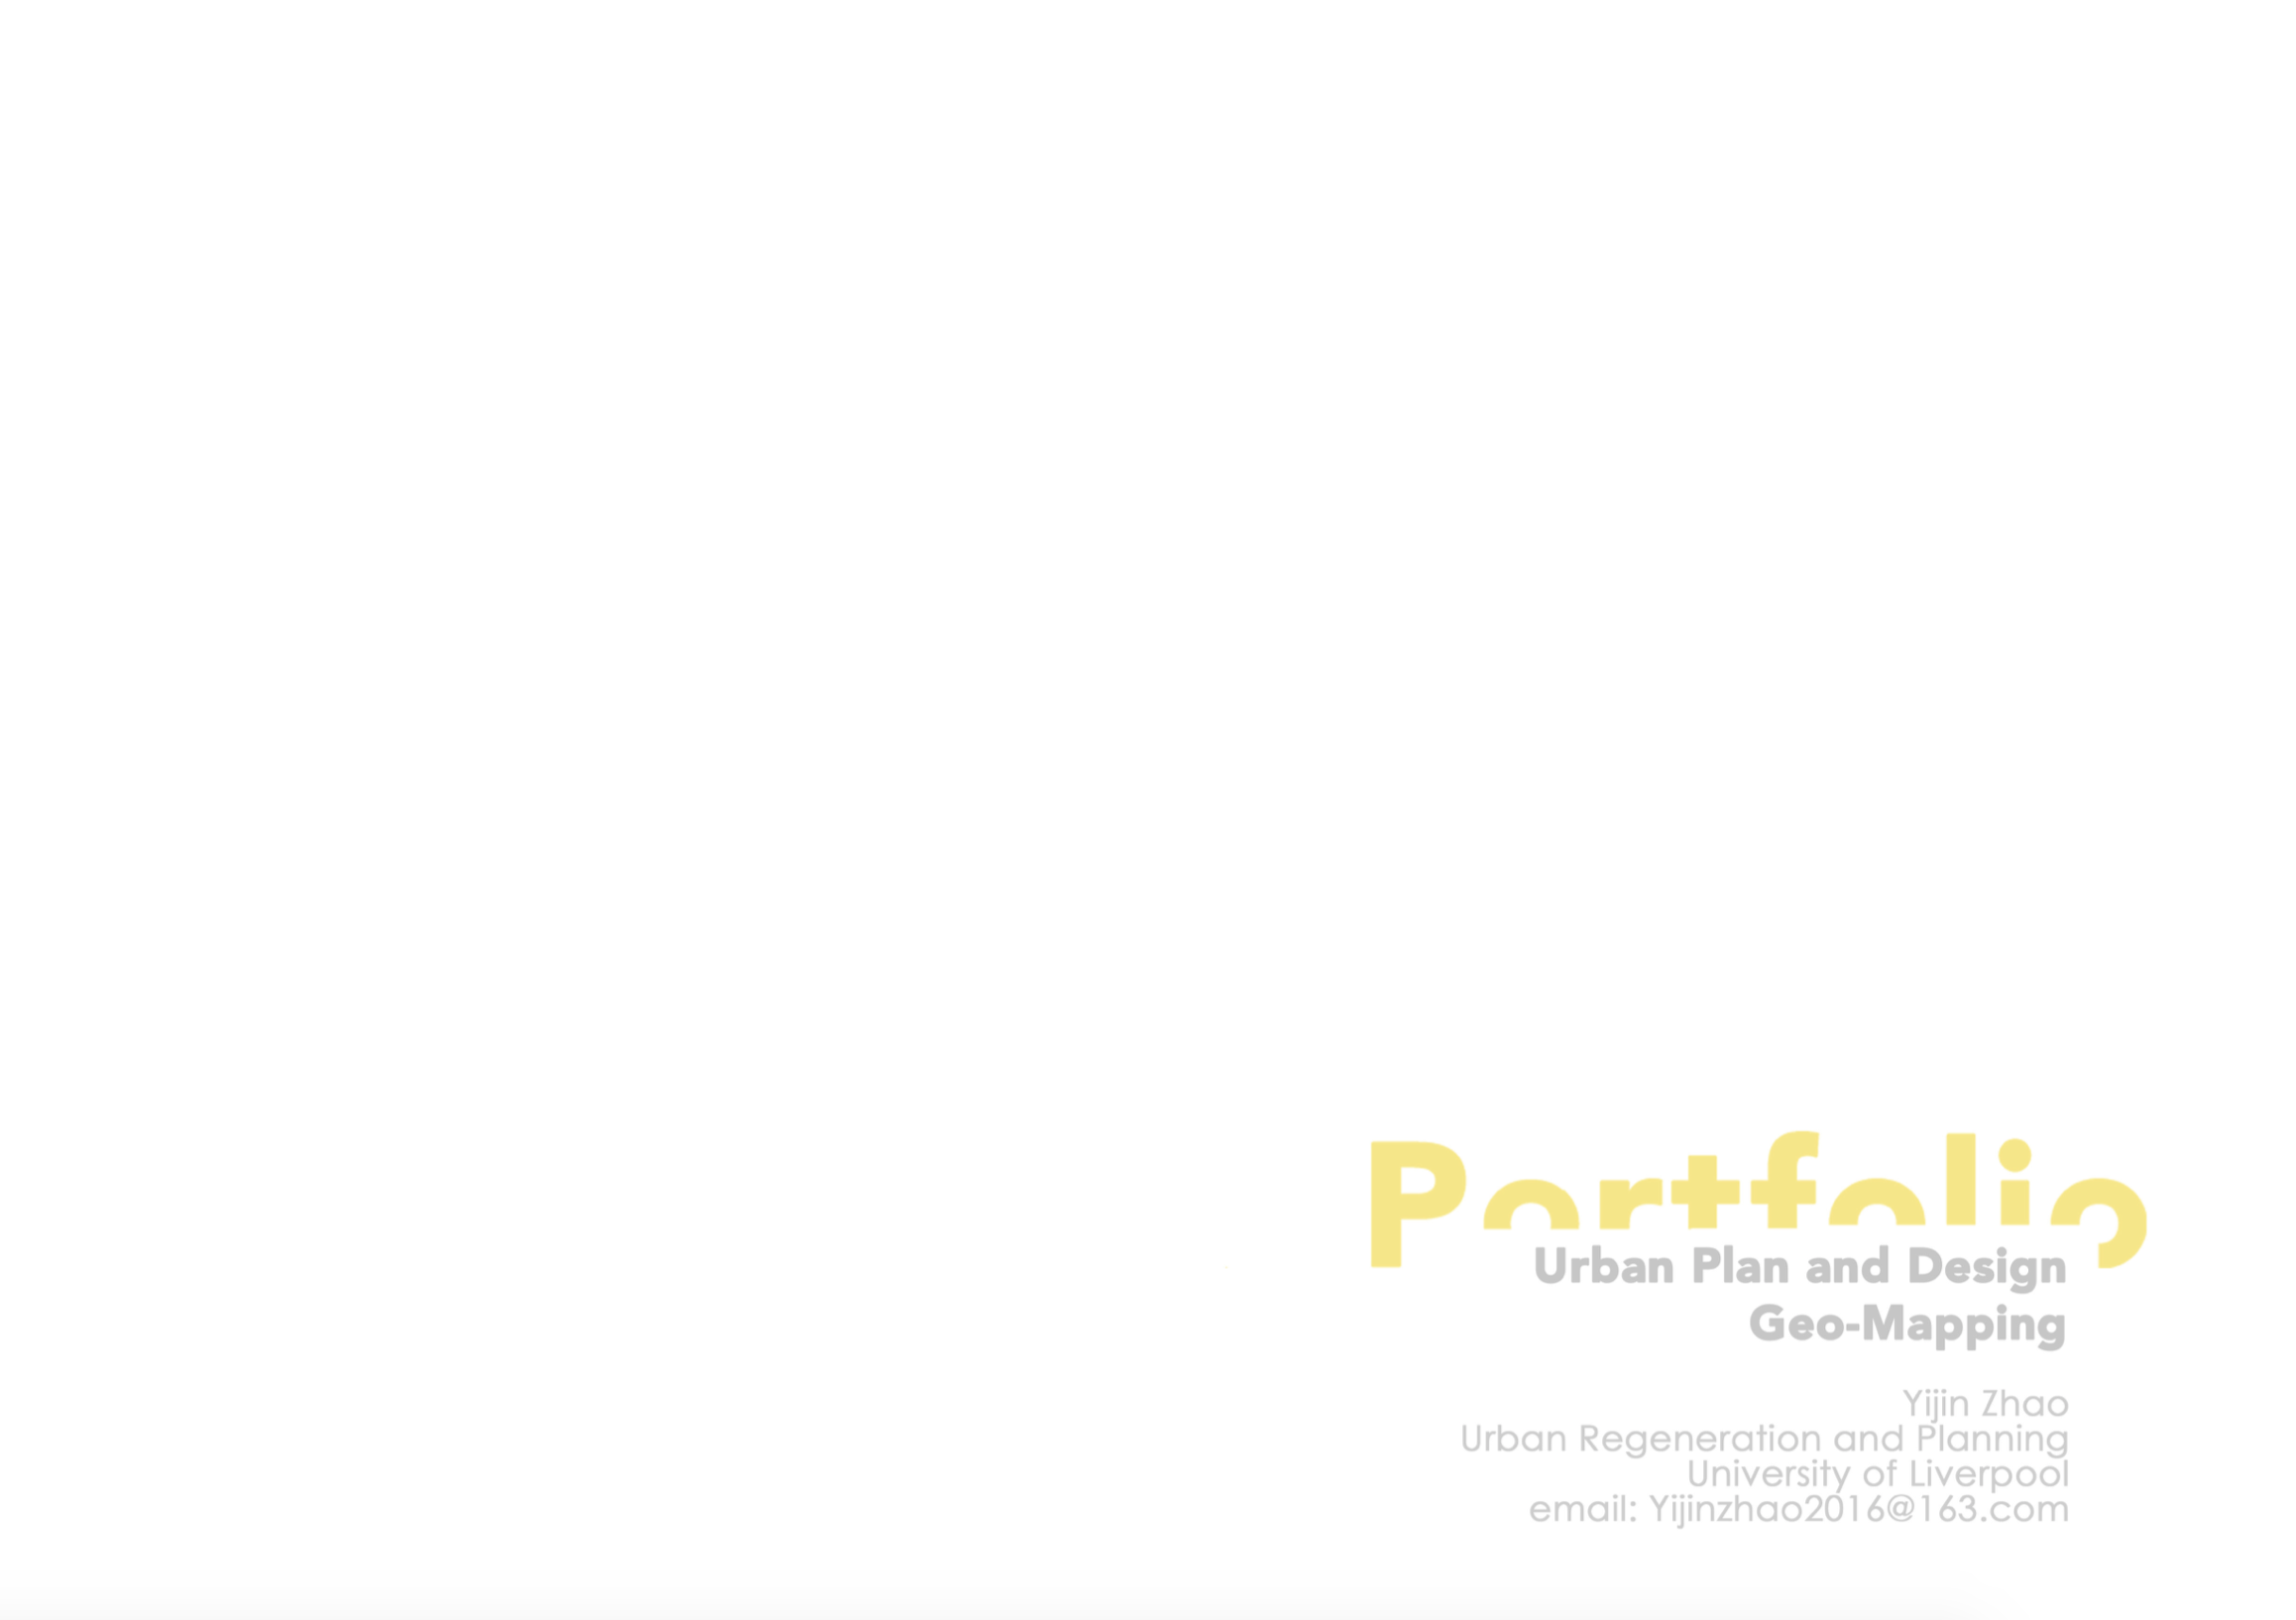 Portfolio
Urban Plan and Design
Geo-Mapping
Yijin Zhao
Urban Regeneration and Planning
University of Liverpool
email: Yijinzhao2016@163.com